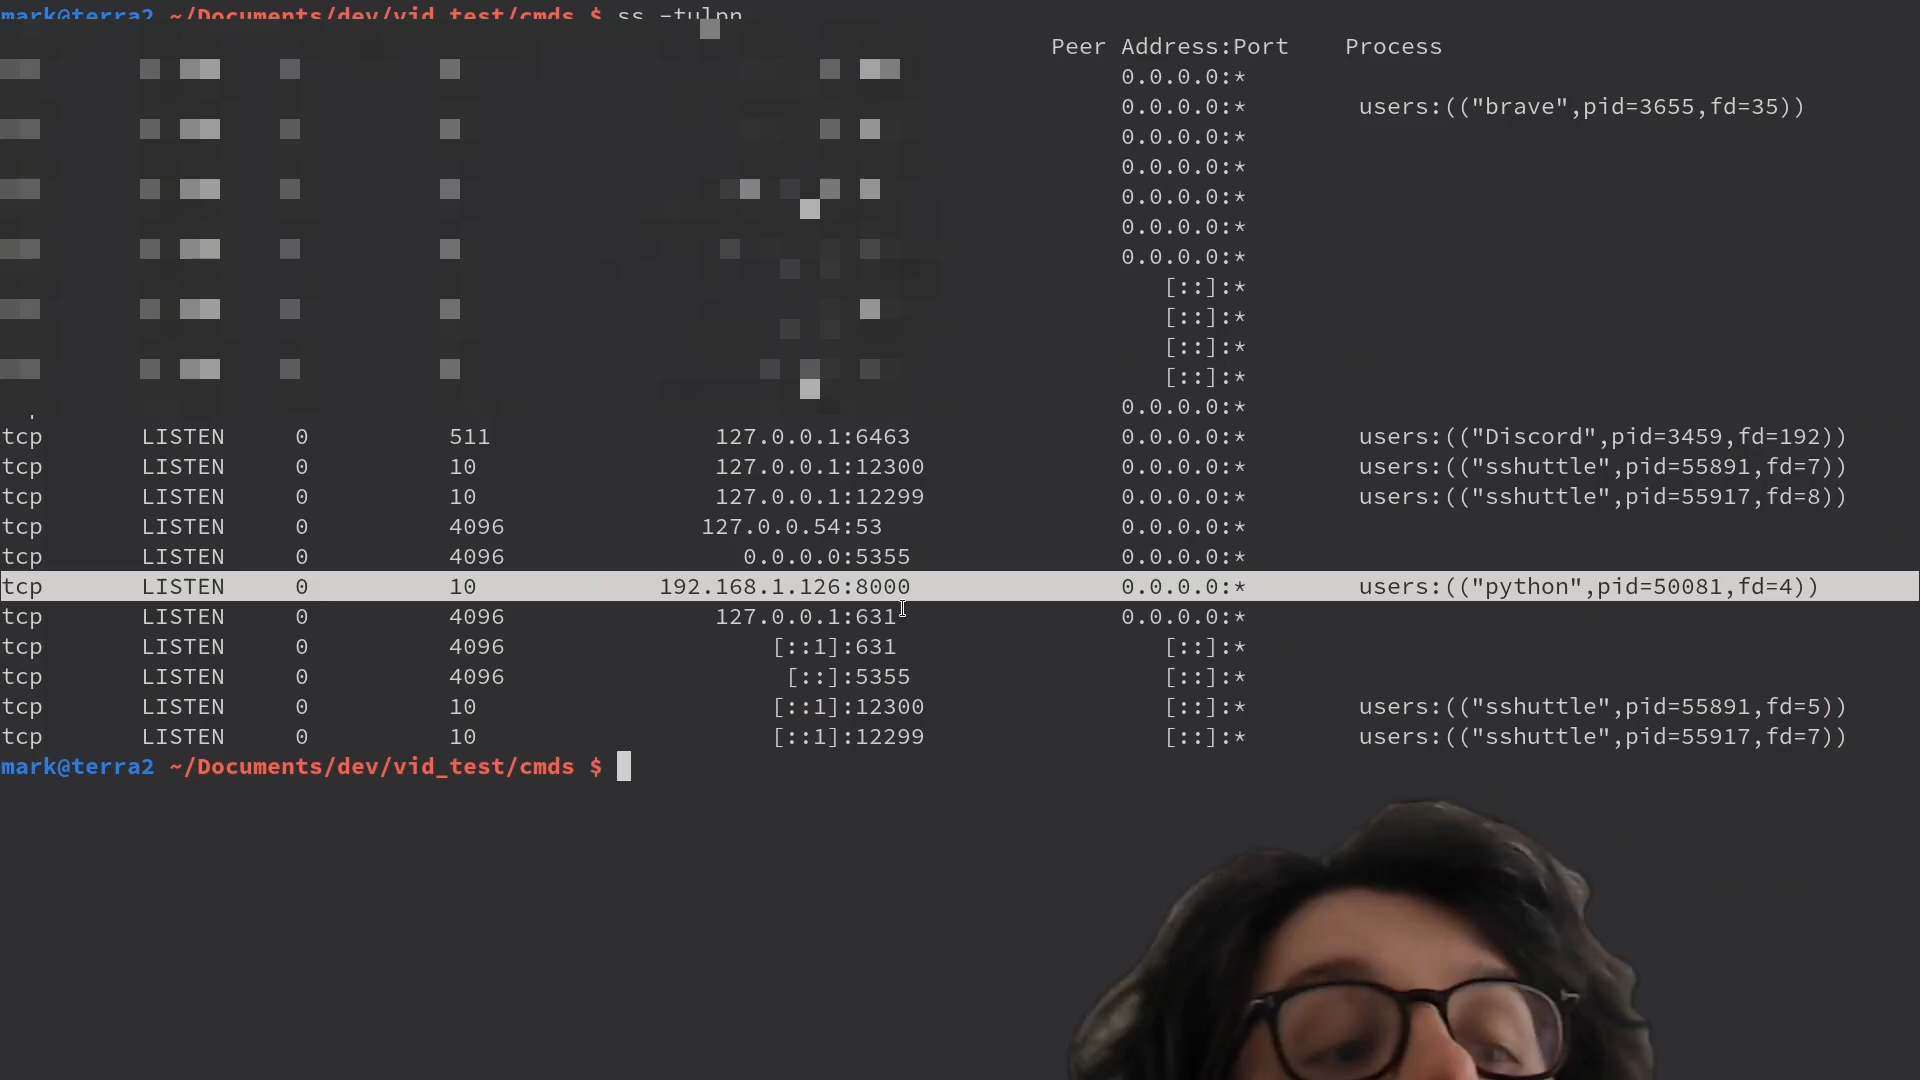 mark@terra2 ~/Documents/dev/vid_test/cmds $ ss -tulpn
Peer Address:Port Process
0.0.0.0:*
0.0.0.0:* users:(("brave",pid=3655,fd=35))
0.0.0.0:*
0.0.0.0:*
0.0.0.0:*
0.0.0.0:*
0.0.0.0:*
[::]:*
[::]:*
[::]:*
[::]:*
0.0.0.0:*
tcp LISTEN 0 511 127.0.0.1:6463 0.0.0.0:* users:(("Discord",pid=3459,fd=192))
tcp LISTEN 0 10 127.0.0.1:12300 0.0.0.0:* users:(("sshuttle",pid=55891,fd=7))
tcp LISTEN 0 10 127.0.0.1:12299 0.0.0.0:* users:(("sshuttle",pid=55917,fd=8))
tcp LISTEN 0 4096 127.0.0.54:53 0.0.0.0:*
tcp LISTEN 0 4096 0.0.0.0:5355 0.0.0.0:*
tcp LISTEN 0 10 192.168.1.126:8000 0.0.0.0:* users:(("python",pid=50081,fd=4))
tcp LISTEN 0 4096 127.0.0.1:631 0.0.0.0:*
tcp LISTEN 0 4096 [::1]:631 [::]:*
tcp LISTEN 0 4096 [::]:5355 [::]:*
tcp LISTEN 0 10 [::1]:12300 [::]:* users:(("sshuttle",pid=55891,fd=5))
tcp LISTEN 0 10 [::1]:12299 [::]:* users:(("sshuttle",pid=55917,fd=7))
mark@terra2 ~/Documents/dev/vid_test/cmds $